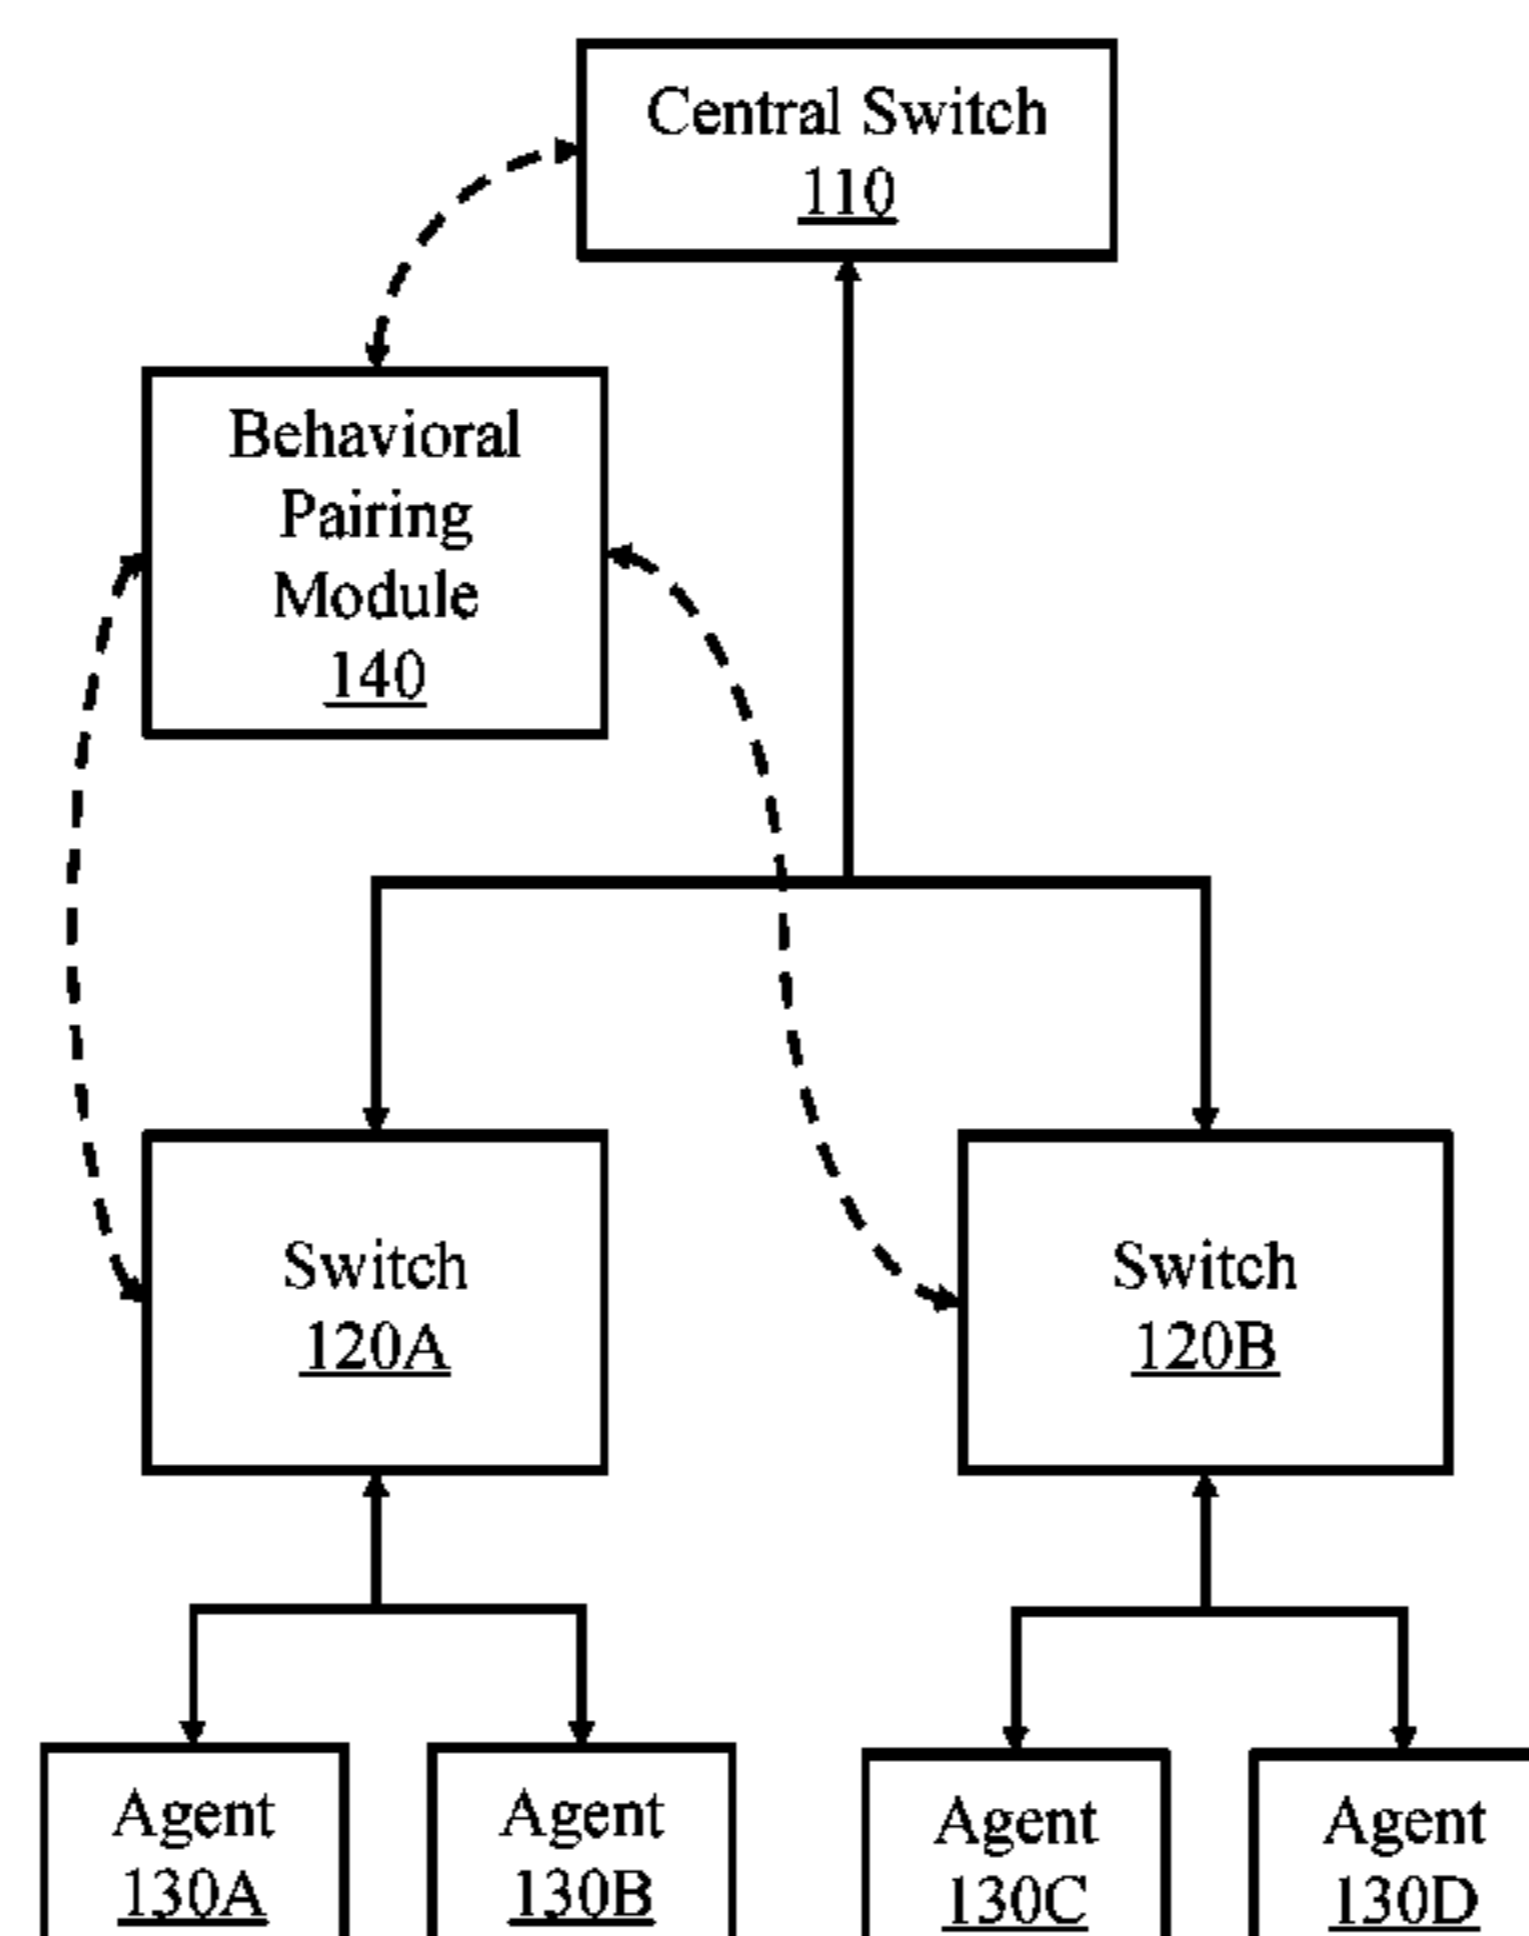 Central Switch
110
Behavioral
Pairing
Module
140
Switch
120A
Switch
120B
Agent
130A
Agent
130B
Agent
130C
Agent
130D